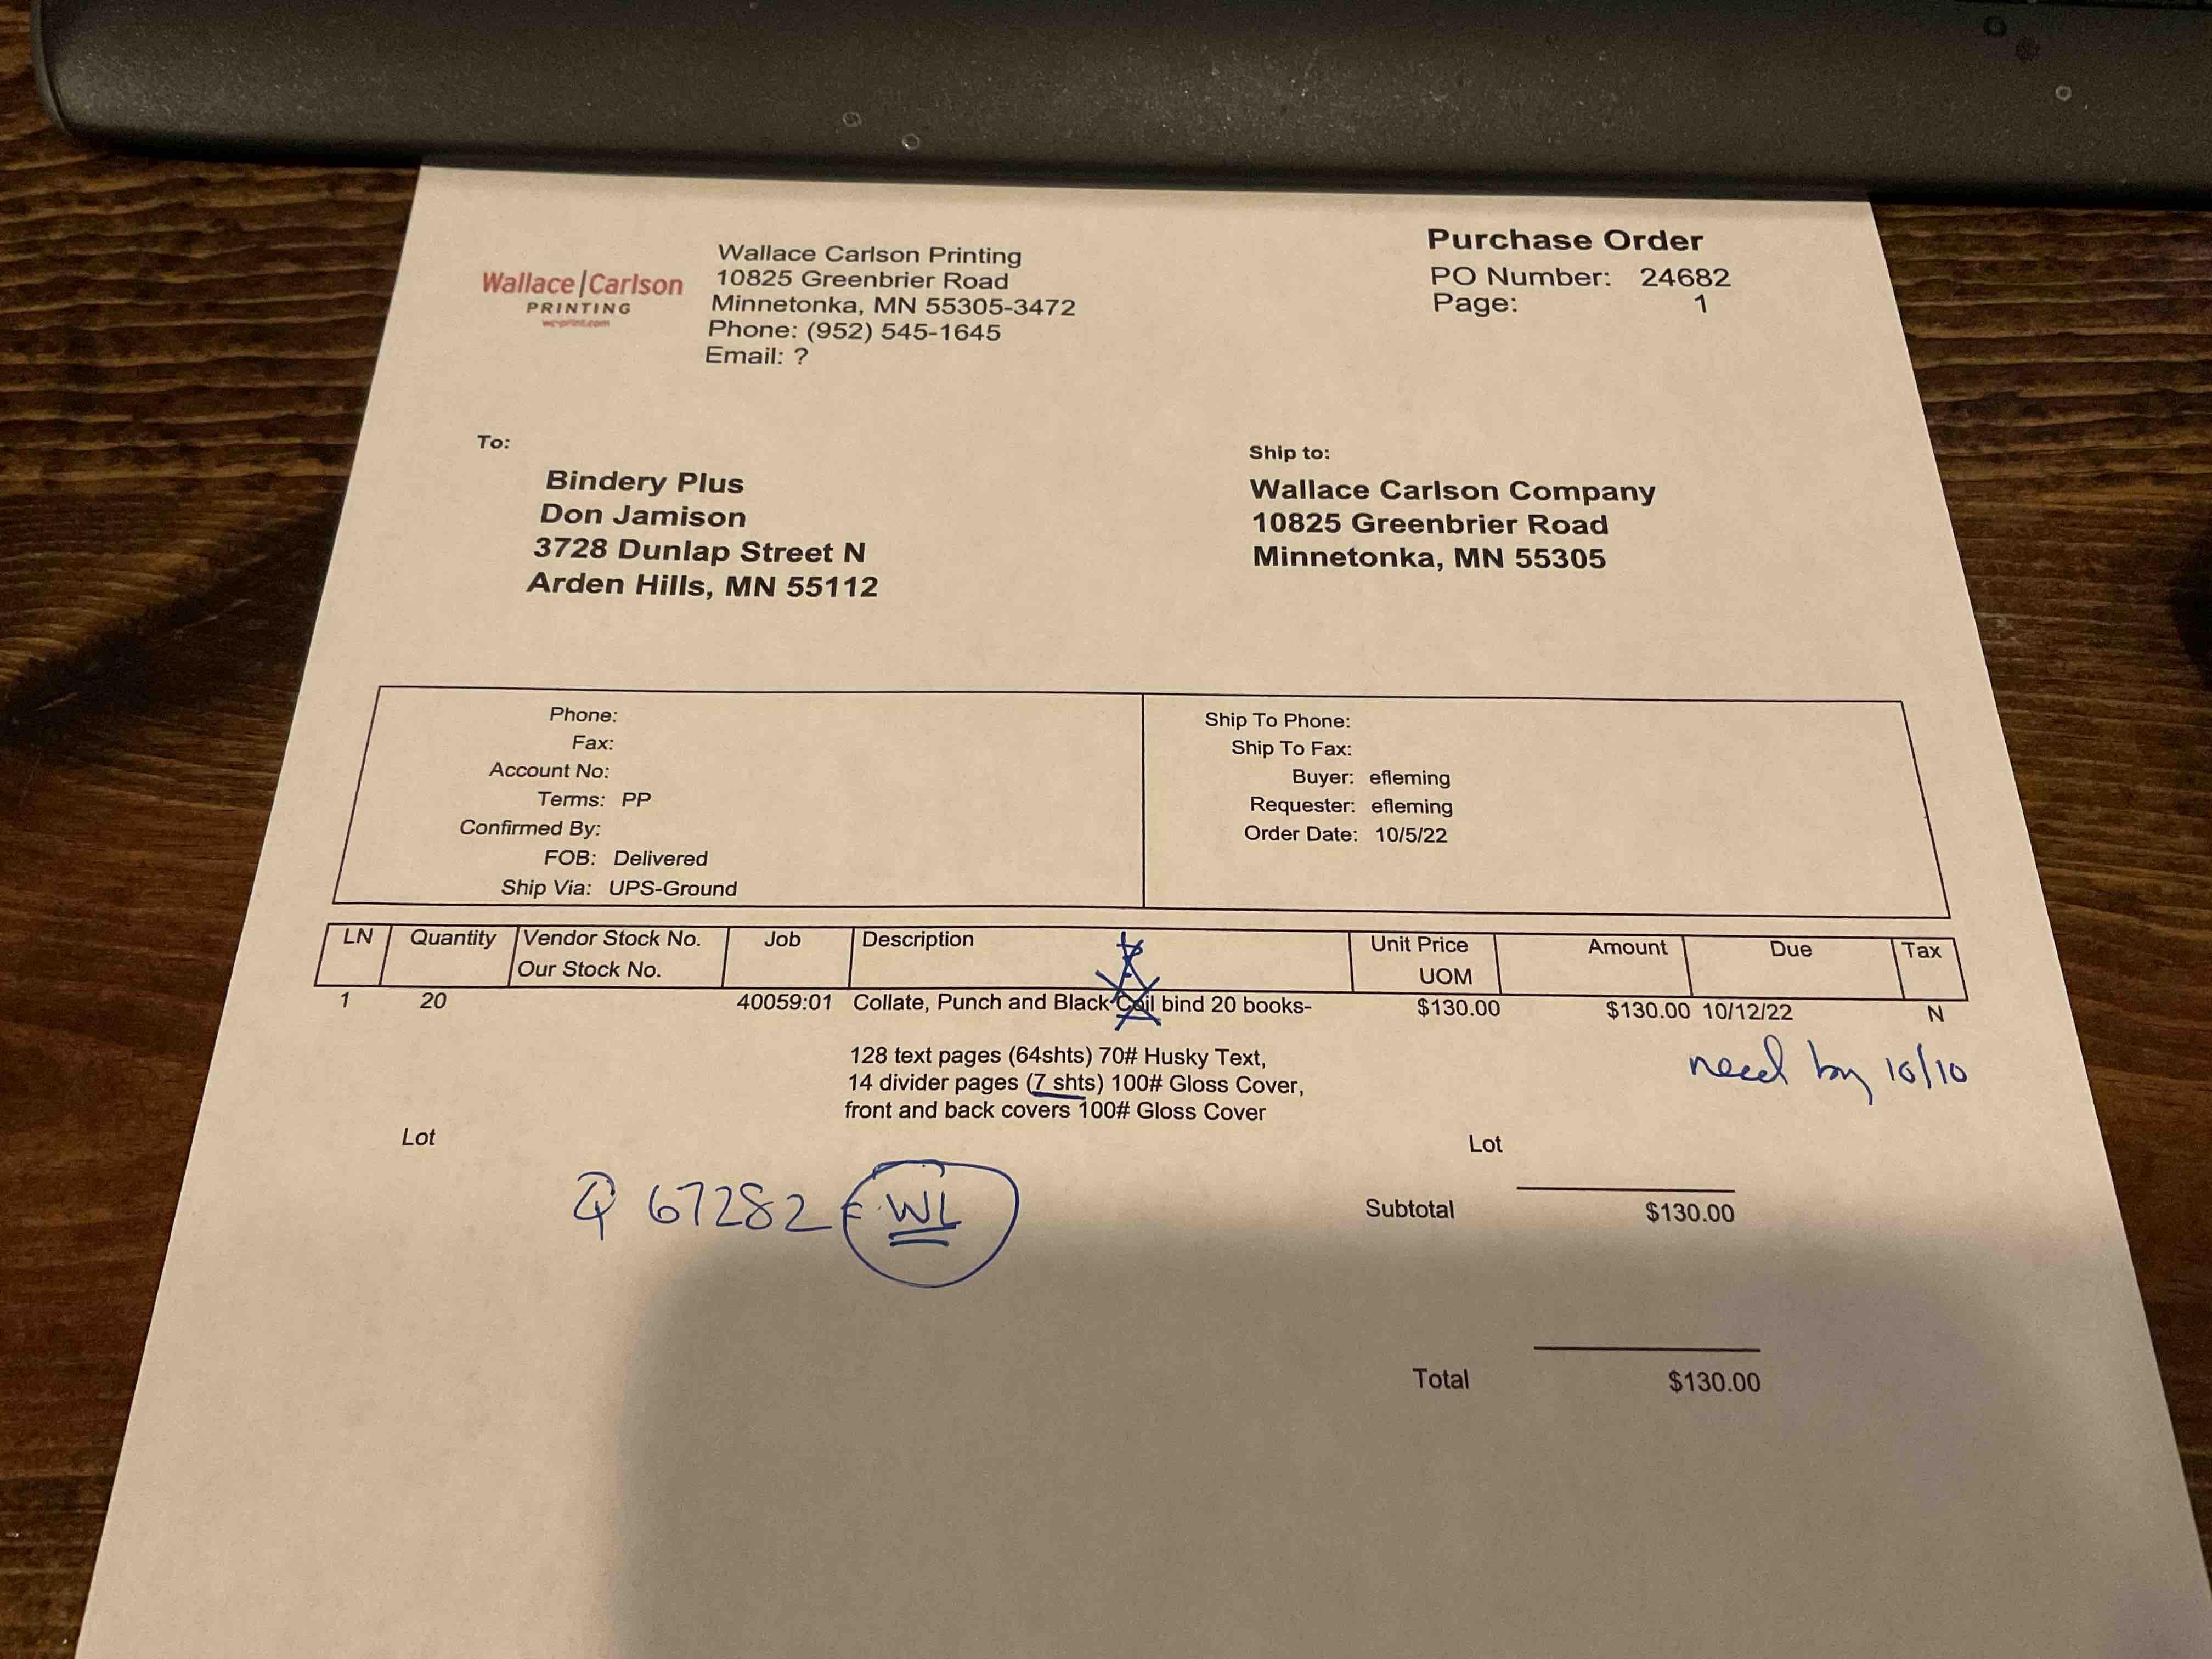 Wallace|Carlson
PRINTING
wc-print.com
Wallace Carlson Printing
10825 Greenbrier Road
Minnetonka, MN 55305-3472
Phone: (952) 545-1645
Email: ?
Purchase Order
PO Number: 24682
Page: 1
To:
Bindery Plus
Don Jamison
3728 Dunlap Street N
Arden Hills, MN 55112
Ship to:
Wallace Carlson Company
10825 Greenbrier Road
Minnetonka, MN 55305
Phone:
Fax:
Account No:
Terms: PP
Confirmed By:
FOB: Delivered
Ship Via: UPS-Ground
Ship To Phone:
Ship To Fax:
Buyer: efleming
Requester: efleming
Order Date: 10/5/22
LN Quantity Vendor Stock No. Job Description Unit Price Amount Due Tax
Our Stock No. UOM
1 20 40059:01 Collate, Punch and Black Coil bind 20 books- $130.00 $130.00 10/12/22 N
need by 10/10
128 text pages (64shts) 70# Husky Text,
14 divider pages (7 shts) 100# Gloss Cover,
front and back covers 100# Gloss Cover
Lot Lot
67282 WL
Subtotal $130.00
Total $130.00